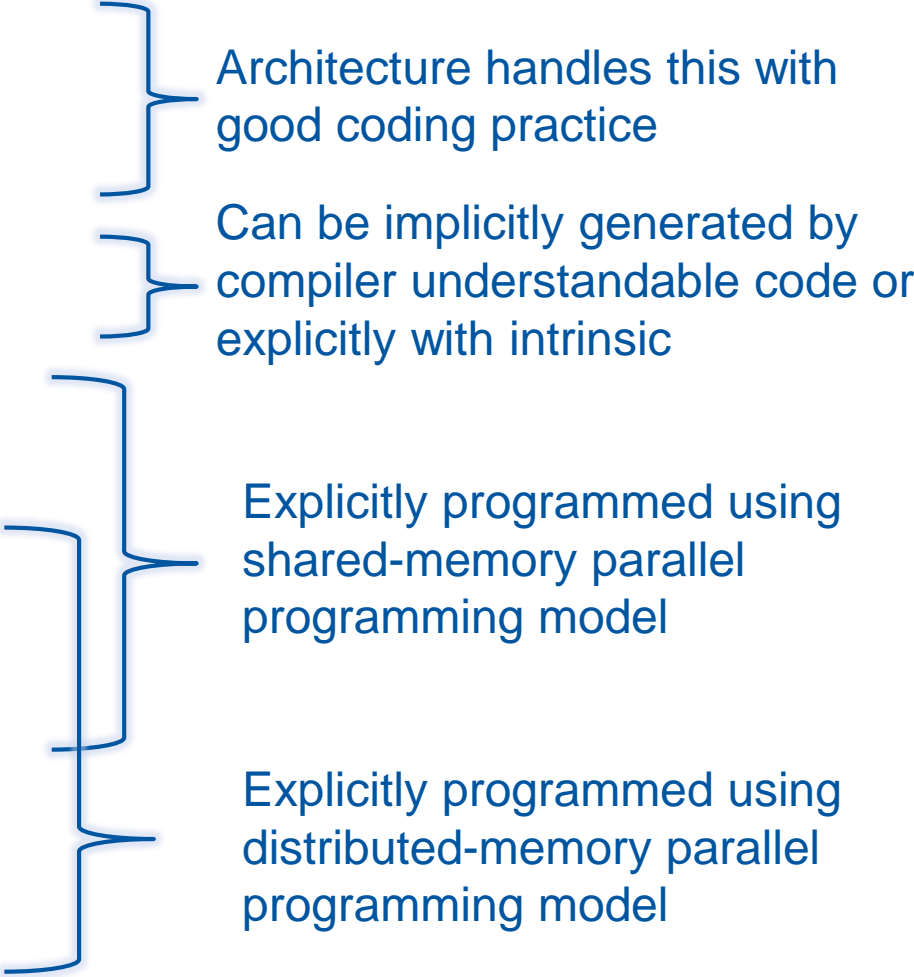 Architecture handles this with
good coding practice
Can be implicitly generated by
compiler understandable code or
explicitly with intrinsic
Explicitly programmed using
shared-memory parallel
programming model
Explicitly programmed using
distributed-memory parallel
programming model